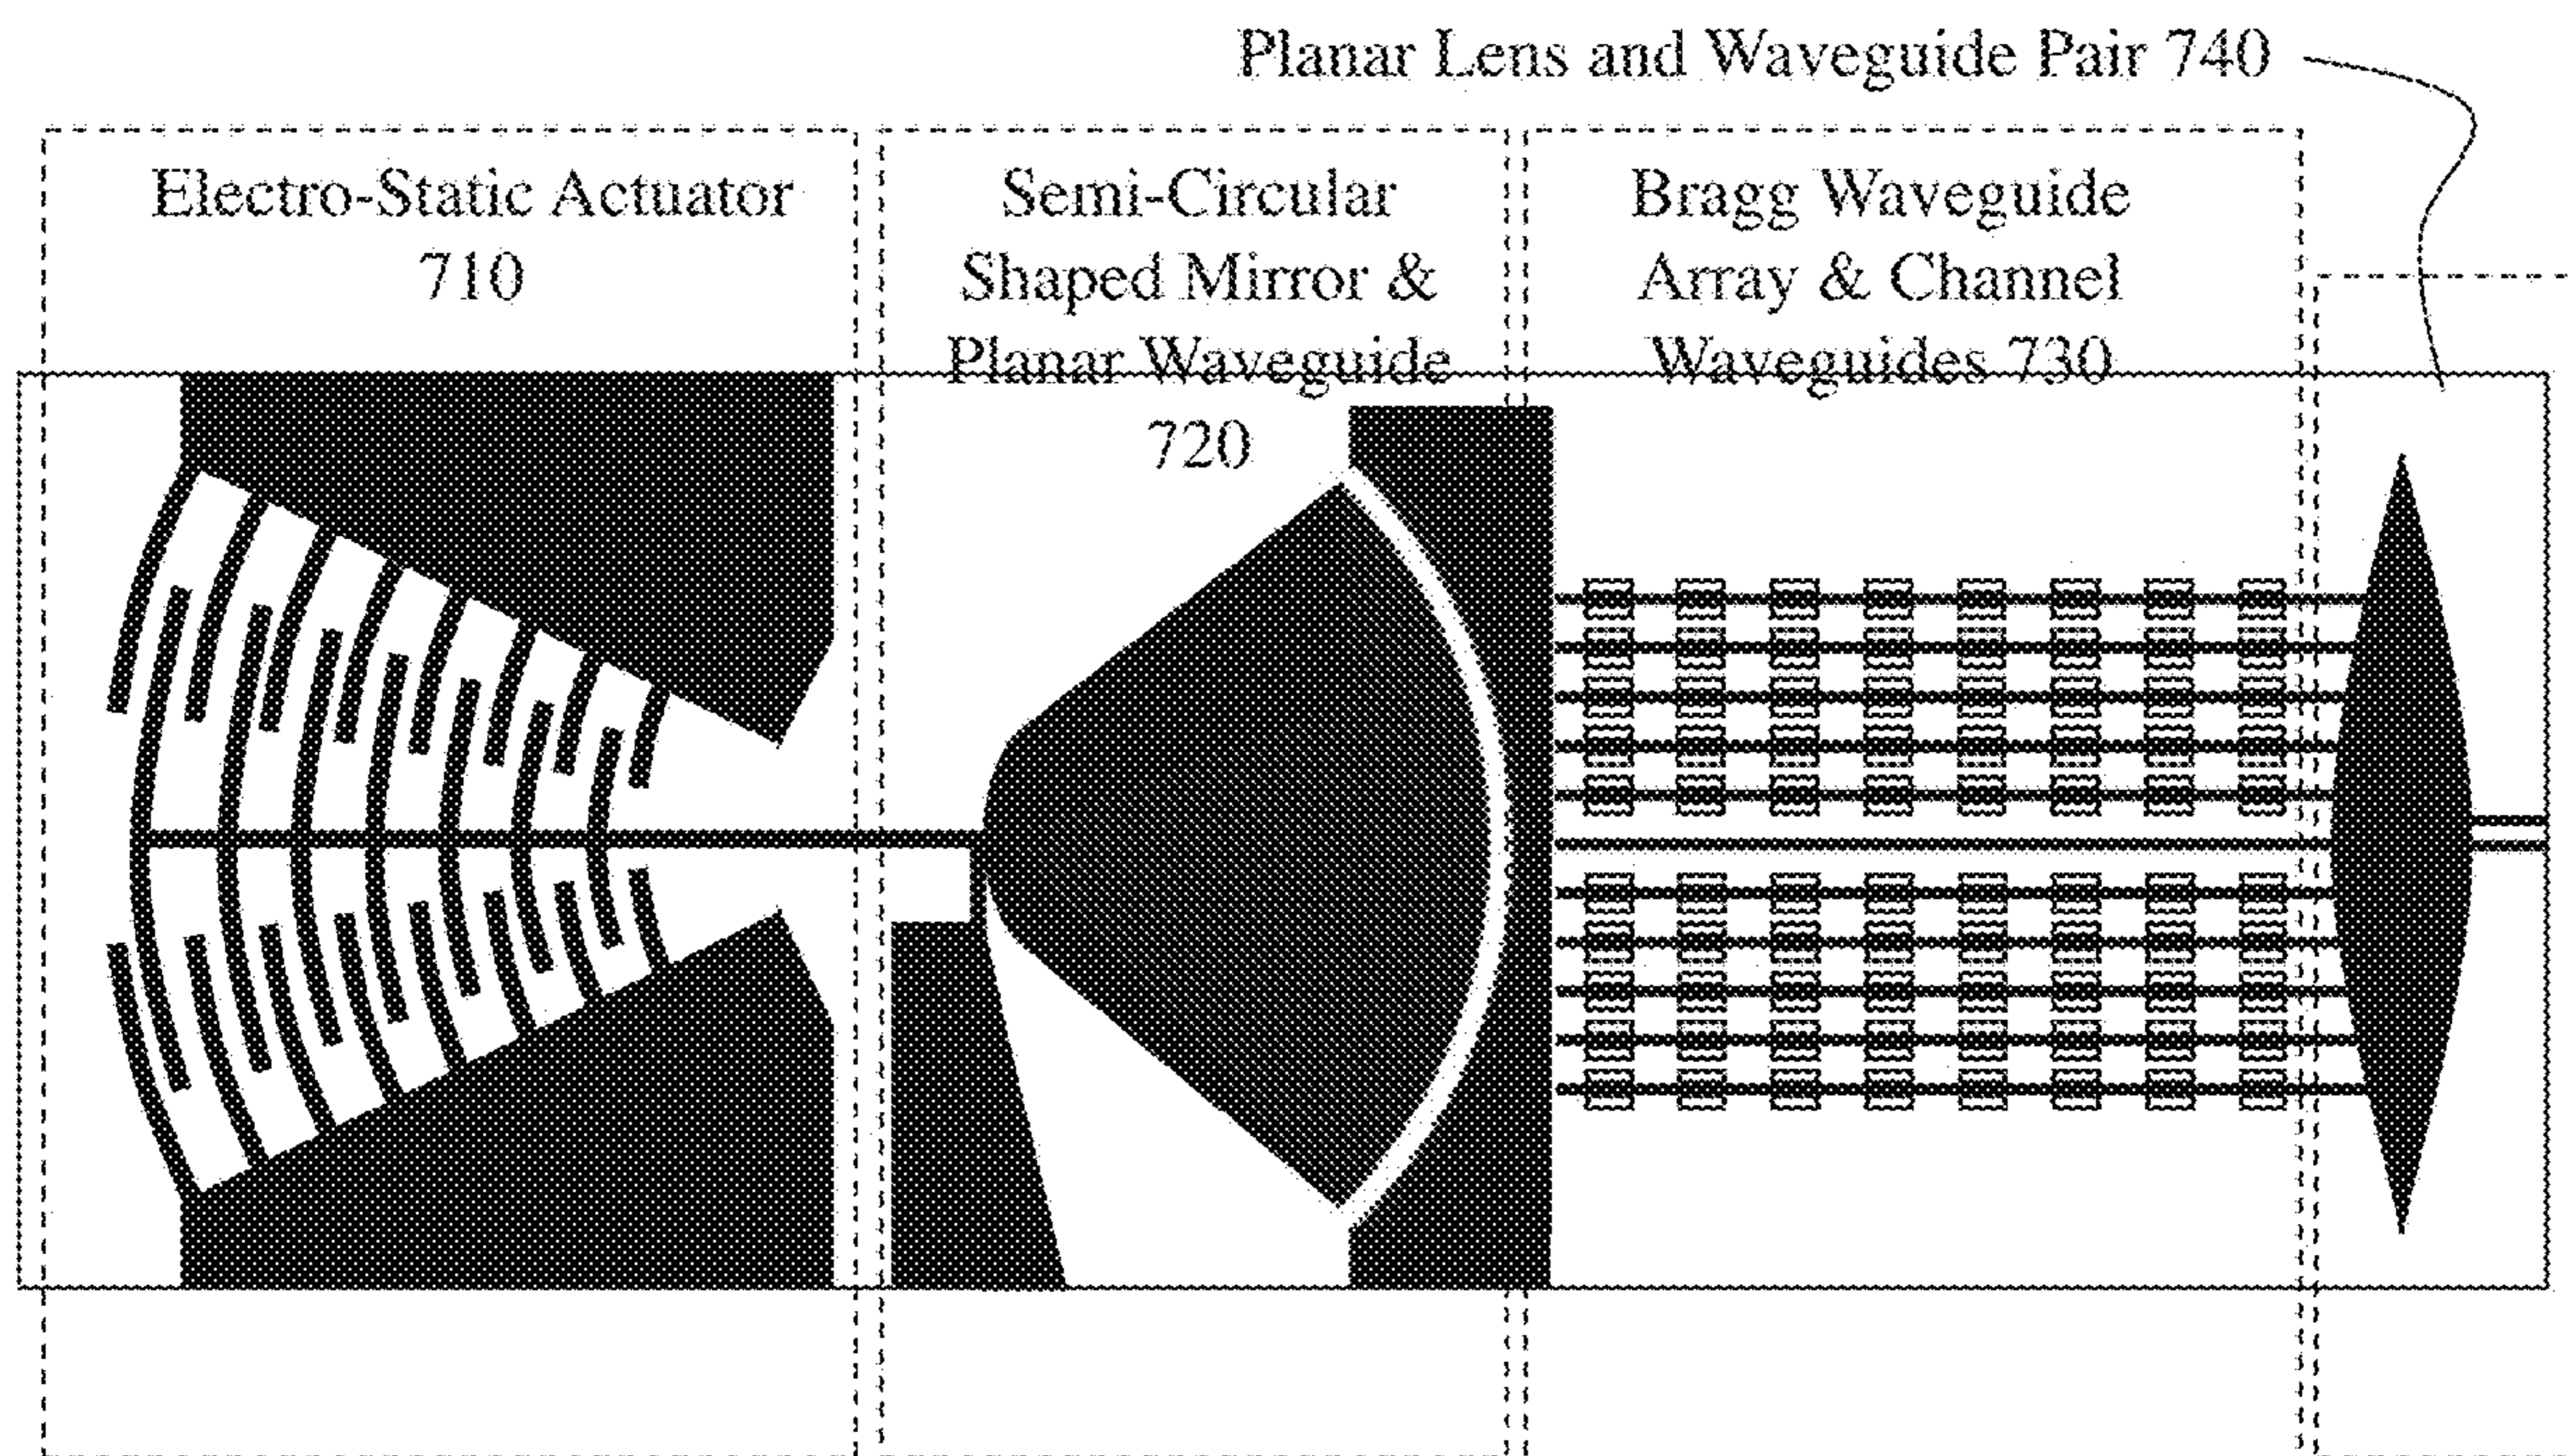 Planar Lens and Waveguide Pair 740
Electro-Static Actuator
710
Semi-Circular
Shaped Mirror &
Planar Waveguide
720
Bragg Waveguide
Array & Channel
Waveguides 730